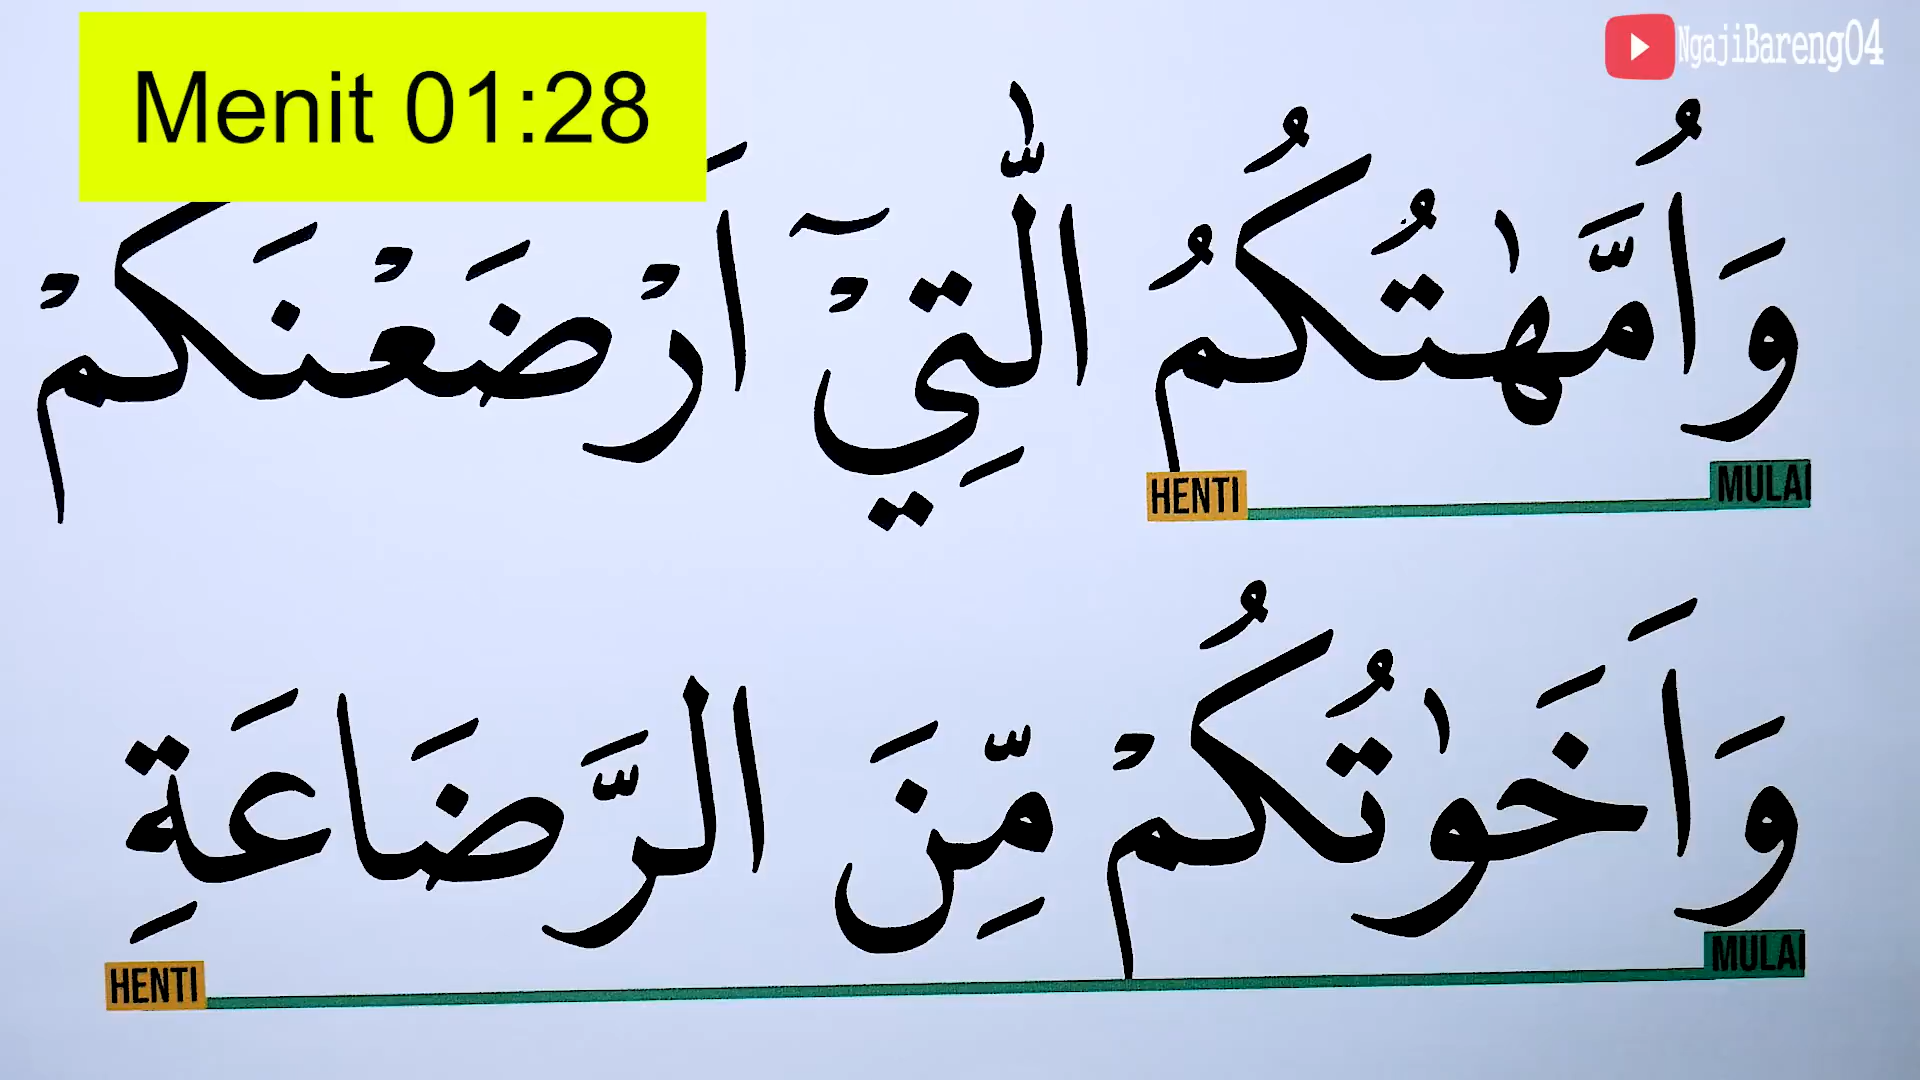 Menit 01:28
NgajiBareng04
وَاُمَّهٰتُكُمُ الّٰتِيْٓ اَرْضَعْنَكُمْ
HENTI MULAI
وَاَخَوٰتُكُمْ مِّنَ الرَّضَاعَةِ
HENTI MULAI